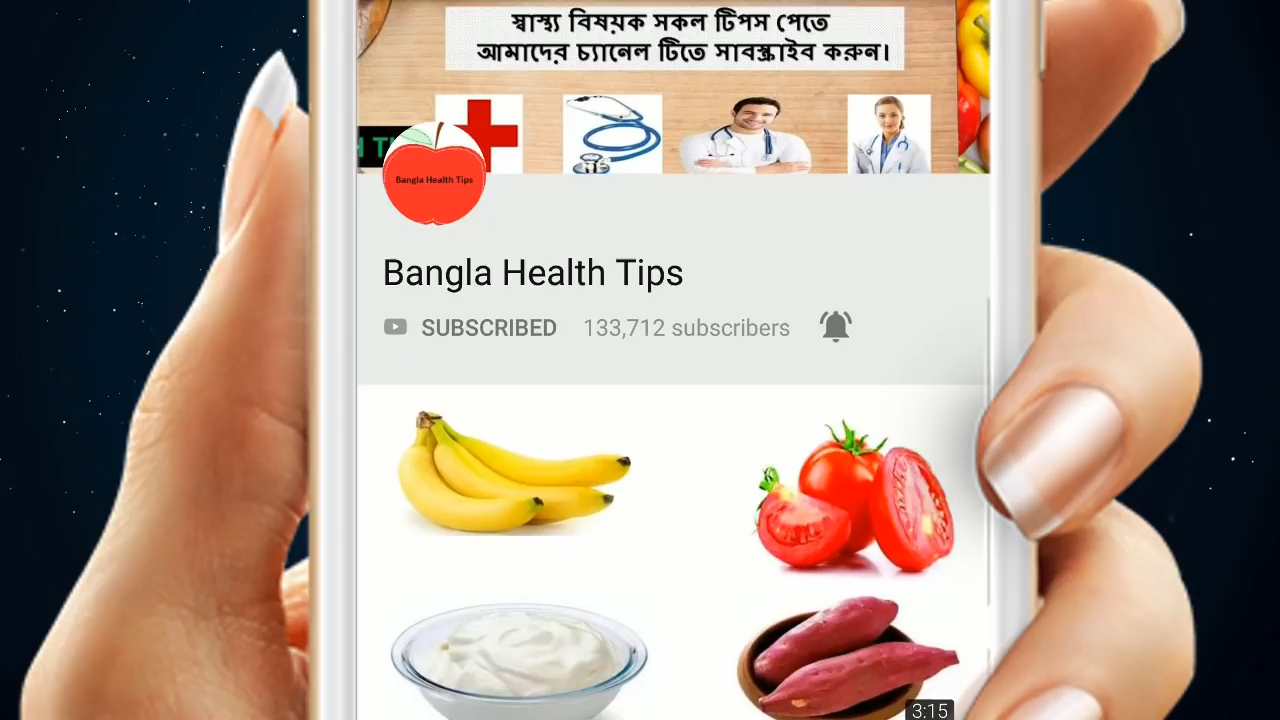 স্বাস্থ্য বিষয়ক সকল টিপস পেতে
আমাদের চ্যানেল টিতে সাবস্ক্রাইব করুন।
H T
Bangla Health Tips
Bangla Health Tips
SUBSCRIBED 133,712 subscribers
3:15